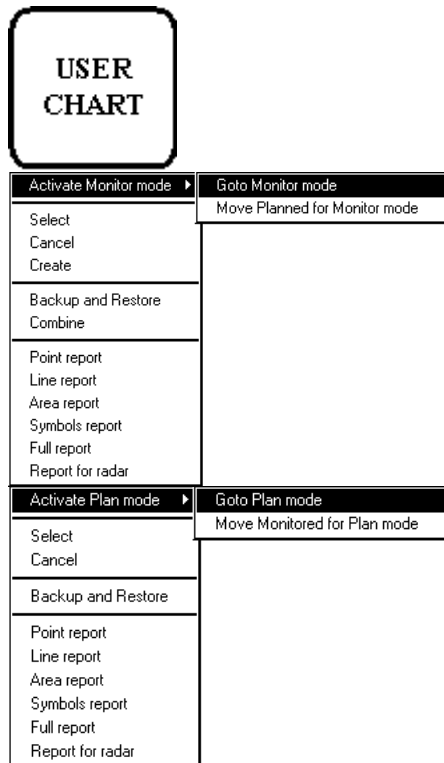 USER
CHART
Activate Monitor mode
Goto Monitor mode
Move Planned for Monitor mode
Select
Cancel
Create
Backup and Restore
Combine
Point report
Line report
Area report
Symbols report
Full report
Report for radar
Activate Plan mode
Goto Plan mode
Move Monitored for Plan mode
Select
Cancel
Backup and Restore
Point report
Line report
Area report
Symbols report
Full report
Report for radar